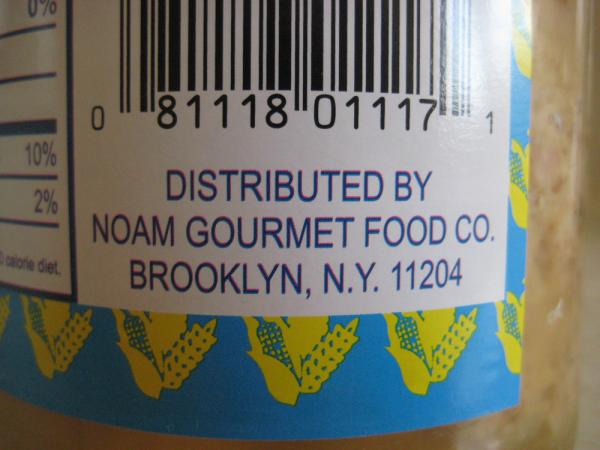 0%
0 81118 01117 1
10%
2%
calorie diet.
DISTRIBUTED BY
NOAM GOURMET FOOD CO.
BROOKLYN, N.Y. 11204